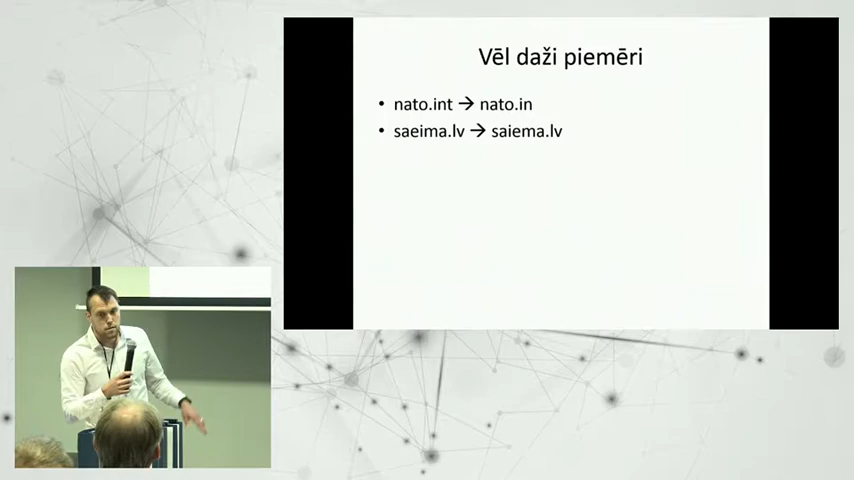 Vēl daži piemēri
• nato.int → nato.in
• saeima.lv → saiema.lv